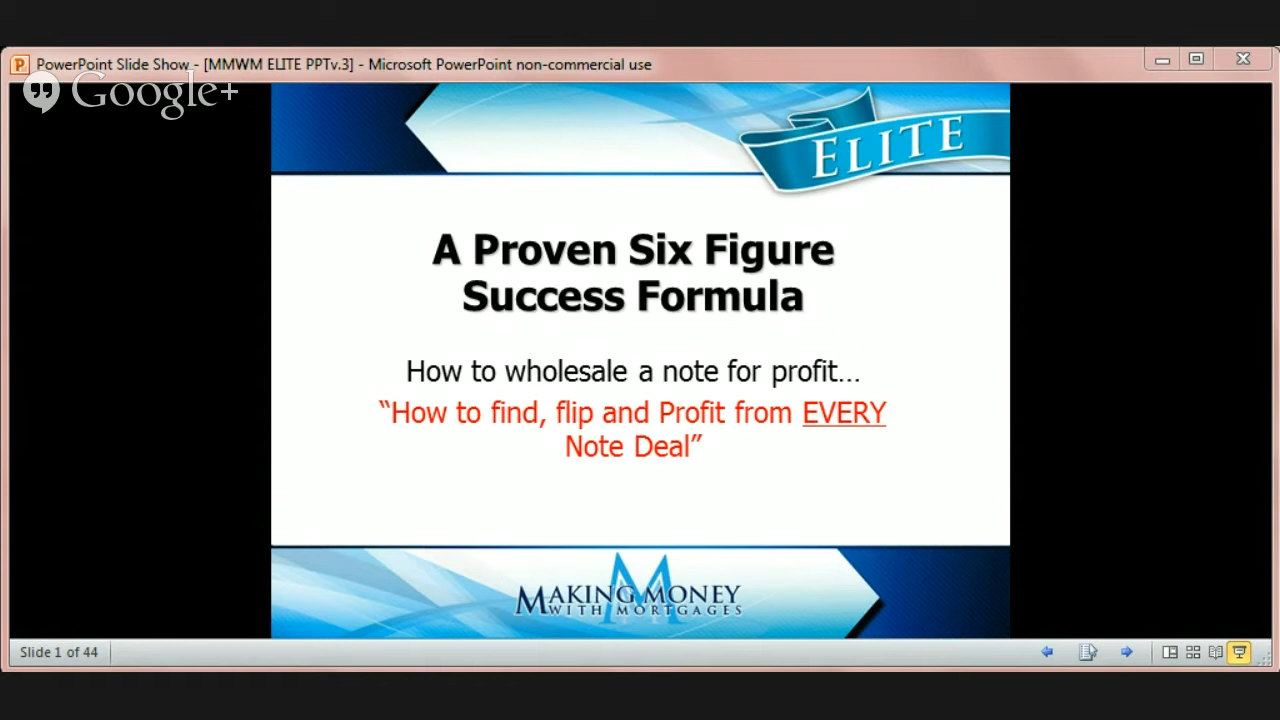 PowerPoint Slide Show - [MMWM ELITE PPTv.3] - Microsoft PowerPoint non-commercial use
Google+
ELITE
A Proven Six Figure
Success Formula
How to wholesale a note for profit…
“How to find, flip and Profit from EVERY
Note Deal”
M
MAKING MONEY
WITH MORTGAGES
Slide 1 of 44